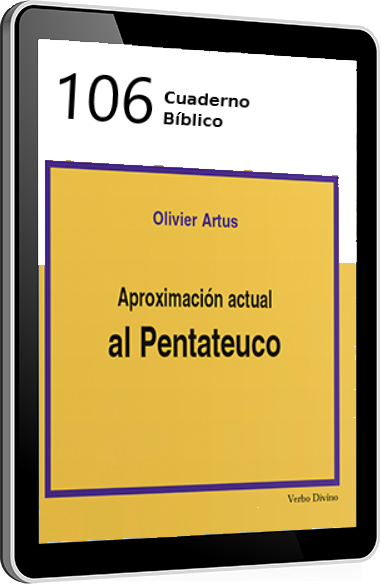 106 Cuaderno
Bíblico
Olivier Artus
Aproximación actual
al Pentateuco
Verbo Divino